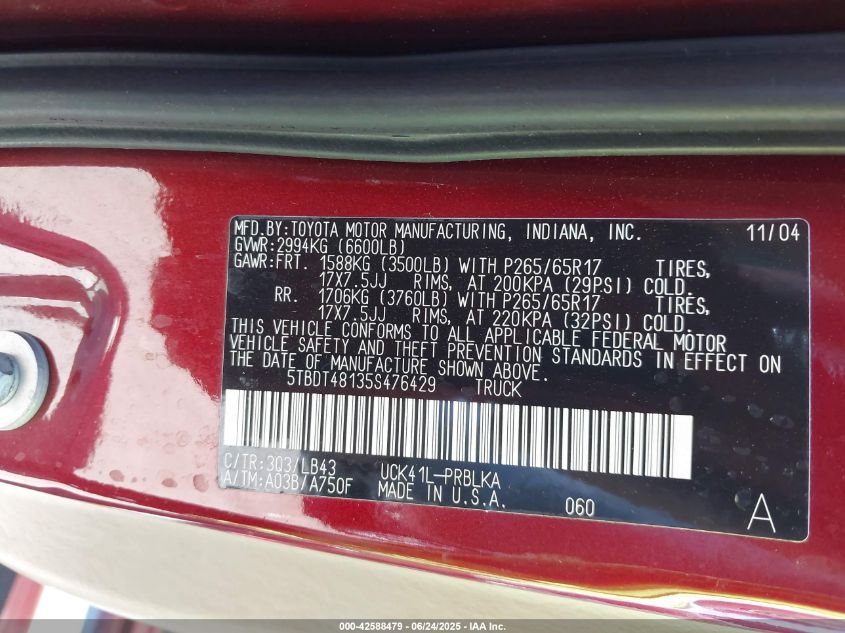 MFD.BY:TOYOTA MOTOR MANUFACTURING, INDIANA, INC. 11/04
GVWR:2994KG (6600LB)
GAWR:FRT. 1588KG (3500LB) WITH P265/65R17 TIRES,
17X7.5JJ RIMS, AT 200KPA (29PSI) COLD.
RR. 1706KG (3760LB) WITH P265/65R17 TIRES,
17X7.5JJ RIMS, AT 220KPA (32PSI) COLD.
THIS VEHICLE CONFORMS TO ALL APPLICABLE FEDERAL MOTOR
VEHICLE SAFETY AND THEFT PREVENTION STANDARDS IN EFFECT ON
THE DATE OF MANUFACTURE SHOWN ABOVE.
5TBDT48135S476429 TRUCK
C/TR:3Q3/LB43 UCK41L-PRBLKA
A/TM:A03B/A750F MADE IN U.S.A. 060 A
000-42588479 - 06/24/2025 - IAA Inc.